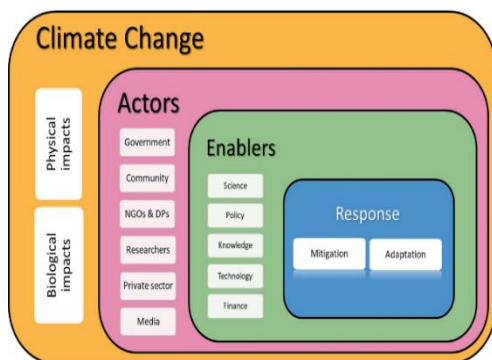 Climate Change
Physical
impacts
Biological
impacts
Actors
Government
Community
NGOs & DPs
Researchers
Private sector
Media
Enablers
Science
Policy
Knowledge
Technology
Finance
Response
Mitigation
Adaptation